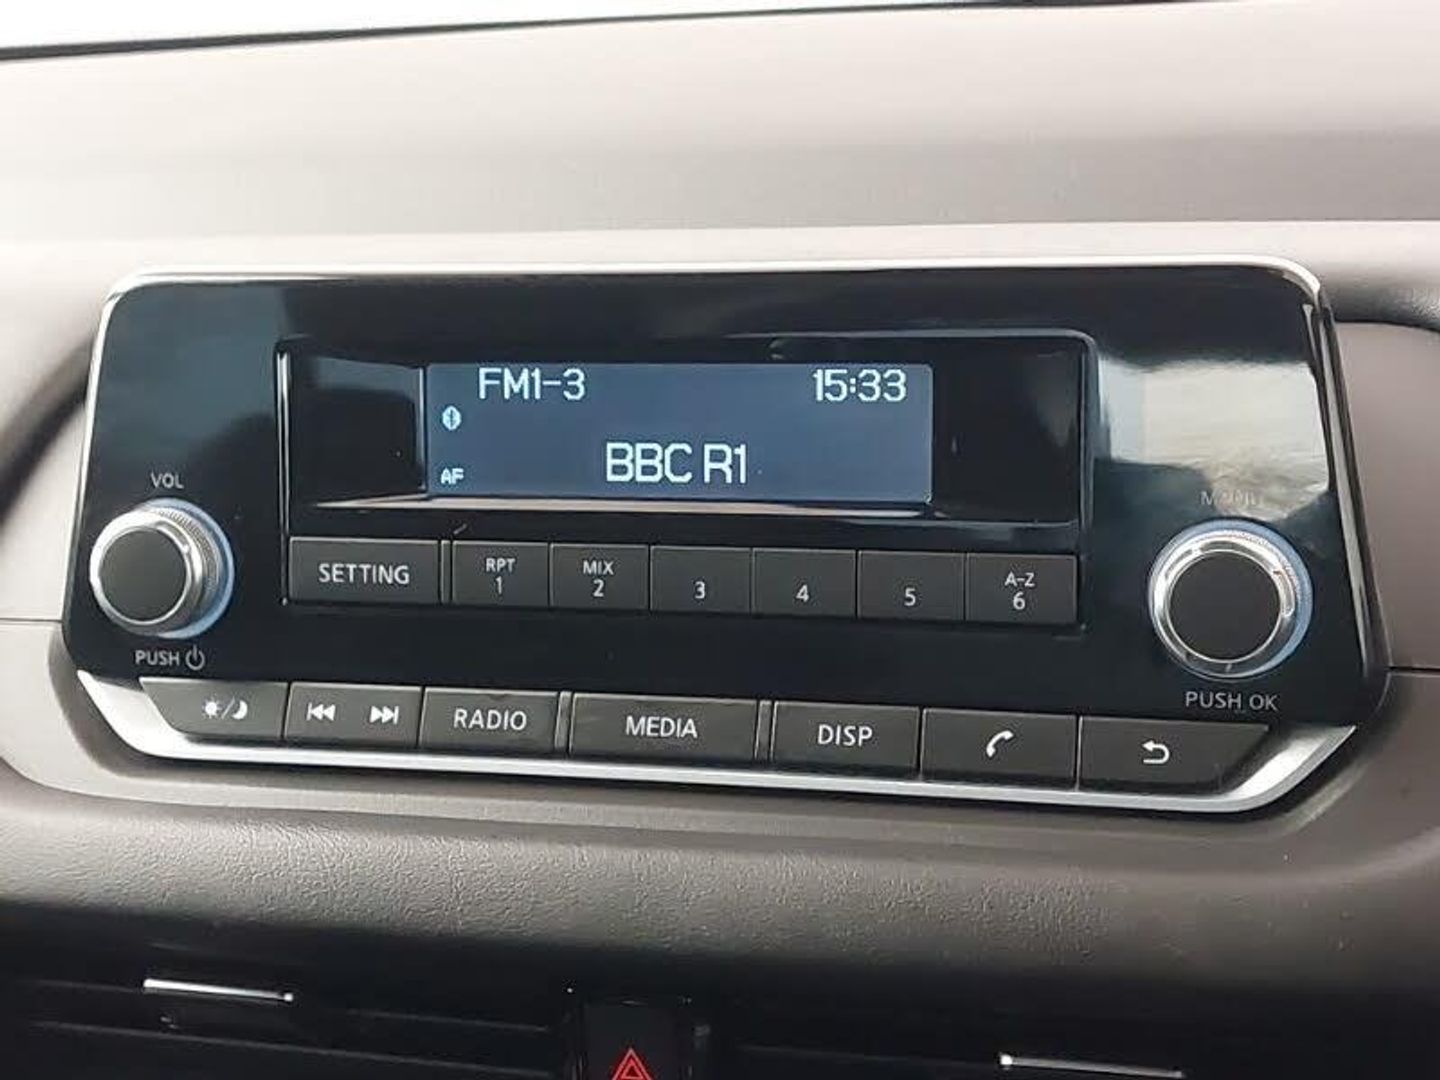 FM1-3 15:33
AF BBC R1
VOL
MENU
SETTING RPT 1 MIX 2 3 4 5 A-Z 6
PUSH
PUSH OK
RADIO MEDIA DISP